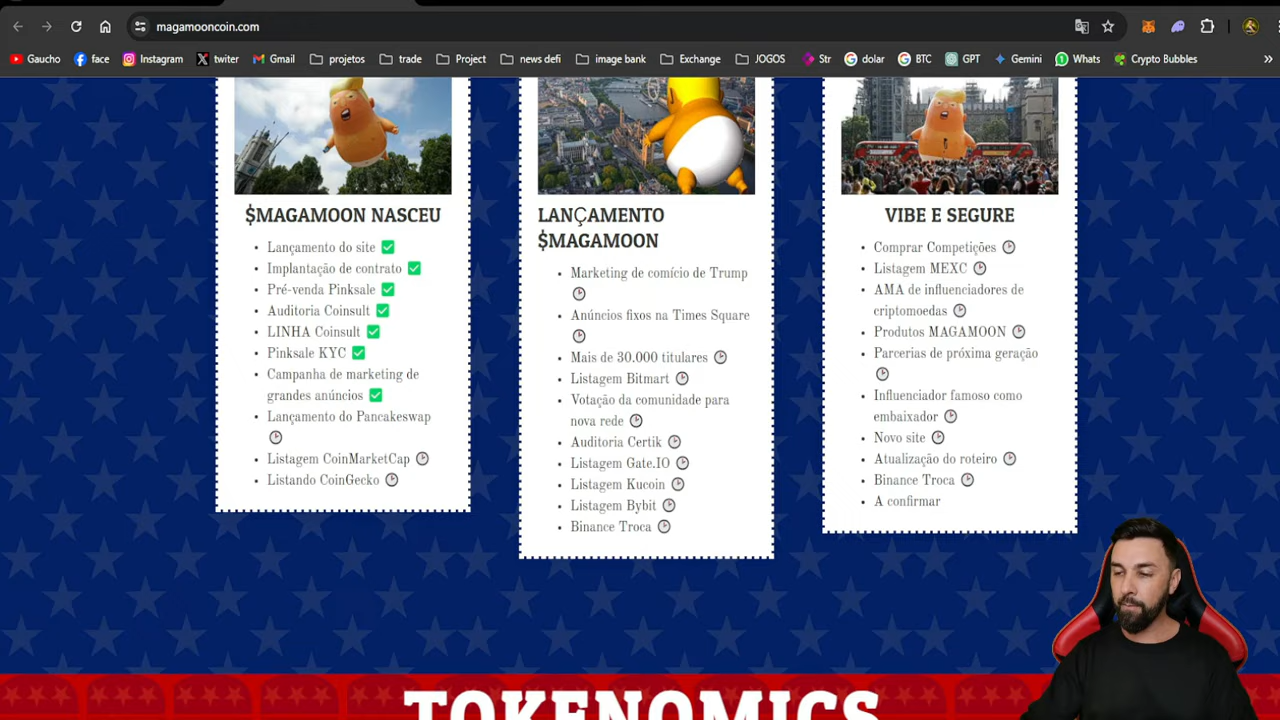 magamooncoin.com
Gaucho
face
Instagram
twiter
Gmail
projetos
trade
Project
news defi
image bank
Exchange
JOGOS
Str
dolar
BTC
GPT
Gemini
Whats
Crypto Bubbles
»
$MAGAMOON NASCEU
• Lançamento do site ✅
• Implantação de contrato ✅
• Pré-venda Pinksale ✅
• Auditoria Coinsult ✅
• LINHA Coinsult ✅
• Pinksale KYC ✅
• Campanha de marketing de
grandes anúncios ✅
• Lançamento do Pancakeswap
🕑
• Listagem CoinMarketCap 🕑
• Listando CoinGecko 🕑
LANÇAMENTO
$MAGAMOON
• Marketing de comício de Trump
🕑
• Anúncios fixos na Times Square
🕑
• Mais de 30.000 titulares 🕑
• Listagem Bitmart 🕑
• Votação da comunidade para
nova rede 🕑
• Auditoria Certik 🕑
• Listagem Gate.IO 🕑
• Listagem Kucoin 🕑
• Listagem Bybit 🕑
• Binance Troca 🕑
VIBE E SEGURE
• Comprar Competições 🕑
• Listagem MEXC 🕑
• AMA de influenciadores de
criptomoedas 🕑
• Produtos MAGAMOON 🕑
• Parcerias de próxima geração
🕑
• Influenciador famoso como
embaixador 🕑
• Novo site 🕑
• Atualização do roteiro 🕑
• Binance Troca 🕑
• A confirmar
TOKENOMICS